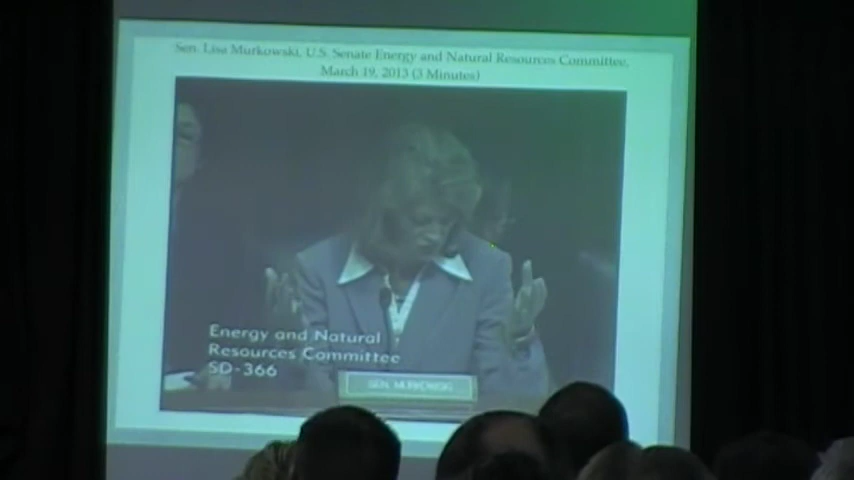 Sen. Lisa Murkowski, U.S. Senate Energy and Natural Resources Committee,
March 19, 2013 (3 Minutes)
Energy and Natural
Resources Committee
SD-366
SEN. MURKOWSKI